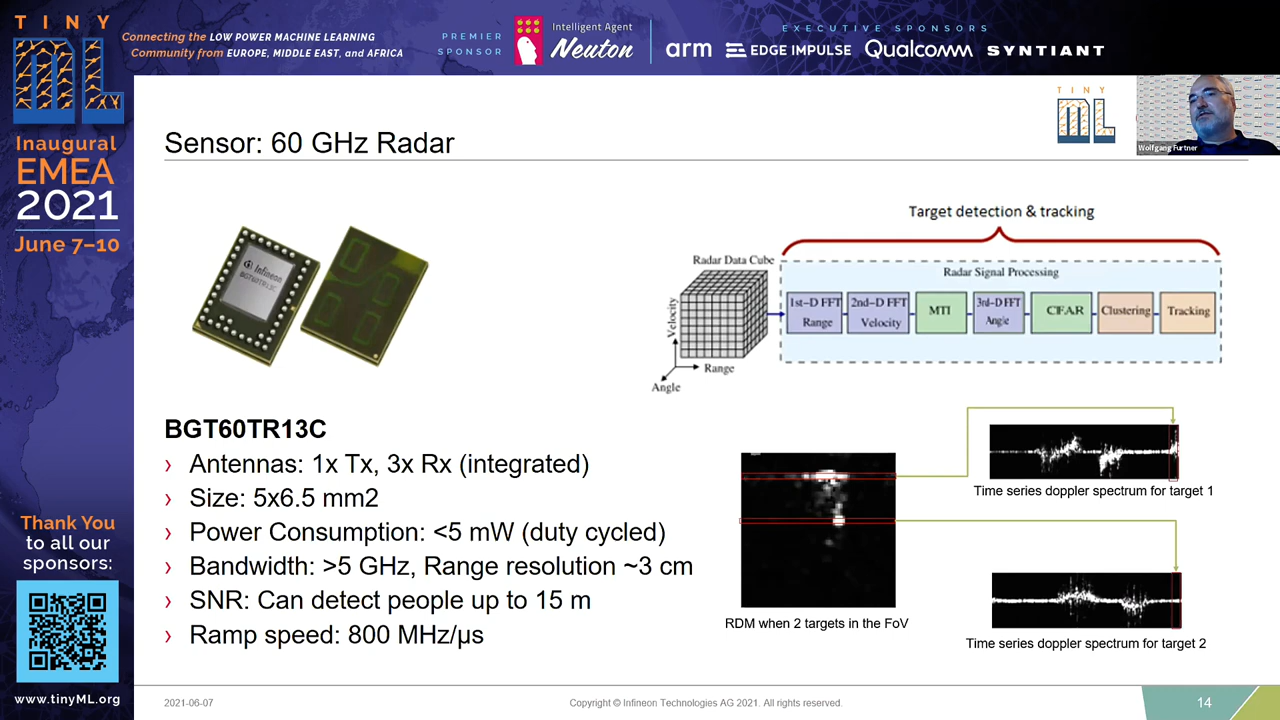 TINY
ML
Connecting the LOW POWER MACHINE LEARNING
Community from EUROPE, MIDDLE EAST, and AFRICA
PREMIER
SPONSOR
Intelligent Agent
Neuton
EXECUTIVE SPONSORS
arm
EDGE IMPULSE
Qualcomm
SYNTIANT
Inaugural
EMEA
2021
June 7–10
Thank You
to all our
sponsors:
www.tinyML.org
Sensor: 60 GHz Radar
TINY
ML
Wolfgang Furtner
Infineon
BGT60TR13C
Target detection & tracking
Radar Data Cube
Velocity
Range
Angle
Radar Signal Processing
1st-D FFT
Range
2nd-D FFT
Velocity
MTI
3rd-D FFT
Angle
CFAR
Clustering
Tracking
BGT60TR13C
› Antennas: 1x Tx, 3x Rx (integrated)
› Size: 5x6.5 mm2
› Power Consumption: <5 mW (duty cycled)
› Bandwidth: >5 GHz, Range resolution ~3 cm
› SNR: Can detect people up to 15 m
› Ramp speed: 800 MHz/µs
RDM when 2 targets in the FoV
Time series doppler spectrum for target 1
Time series doppler spectrum for target 2
2021-06-07
Copyright © Infineon Technologies AG 2021. All rights reserved.
14